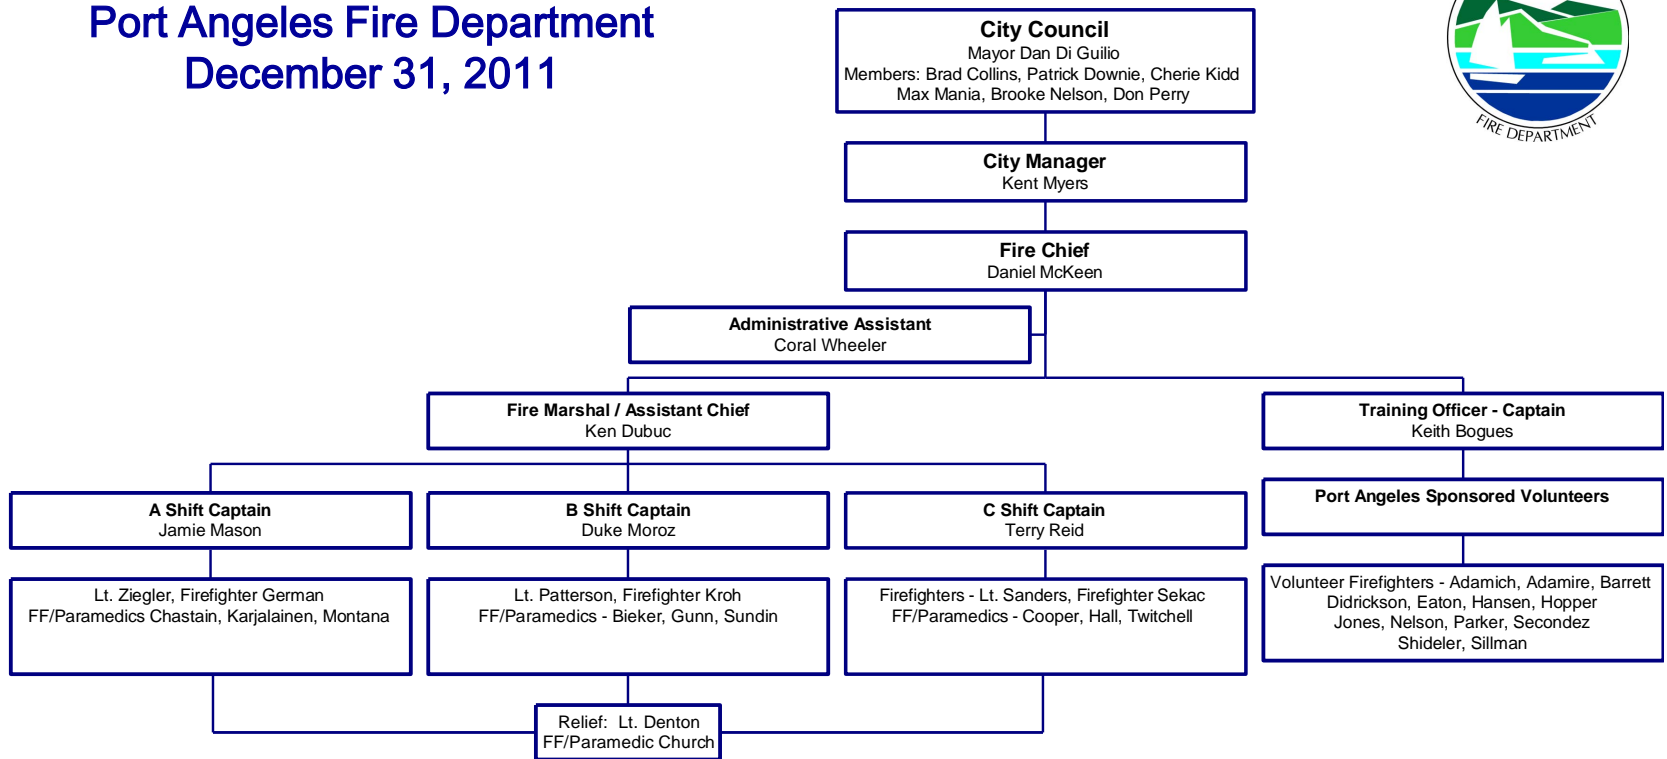 Port Angeles Fire Department
December 31, 2011
City Council
Mayor Dan Di Guilio
Members: Brad Collins, Patrick Downie, Cherie Kidd
Max Mania, Brooke Nelson, Don Perry
FIRE DEPARTMENT
City Manager
Kent Myers
Fire Chief
Daniel McKeen
Administrative Assistant
Coral Wheeler
Fire Marshal / Assistant Chief
Ken Dubuc
Training Officer - Captain
Keith Bogues
A Shift Captain
Jamie Mason
B Shift Captain
Duke Moroz
C Shift Captain
Terry Reid
Port Angeles Sponsored Volunteers
Lt. Ziegler, Firefighter German
FF/Paramedics Chastain, Karjalainen, Montana
Lt. Patterson, Firefighter Kroh
FF/Paramedics - Bieker, Gunn, Sundin
Firefighters - Lt. Sanders, Firefighter Sekac
FF/Paramedics - Cooper, Hall, Twitchell
Volunteer Firefighters - Adamich, Adamire, Barrett
Didrickson, Eaton, Hansen, Hopper
Jones, Nelson, Parker, Secondez
Shideler, Sillman
Relief:  Lt. Denton
FF/Paramedic Church